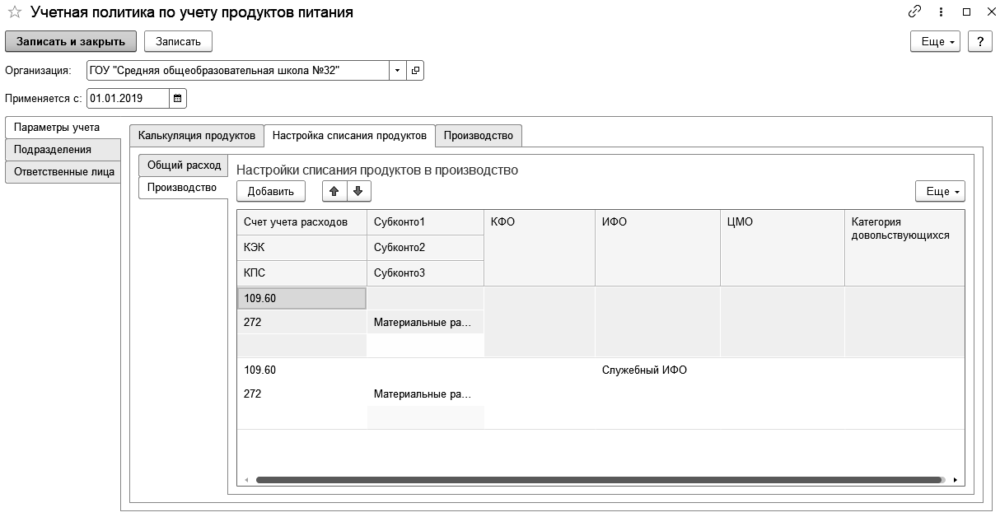 Учетная политика по учету продуктов питания
Записать и закрыть
Записать
Еще
?
Организация:
ГОУ "Средняя общеобразовательная школа №32"
Применяется с:
01.01.2019
Параметры учета
Подразделения
Ответственные лица
Калькуляция продуктов
Настройка списания продуктов
Производство
Общий расход
Производство
Настройки списания продуктов в производство
Добавить
Еще
Счет учета расходов
Субконто1
КФО
ИФО
ЦМО
Категория
довольствующихся
КЭК
Субконто2
КПС
Субконто3
109.60
272
Материальные ра...
109.60
Служебный ИФО
272
Материальные ра...